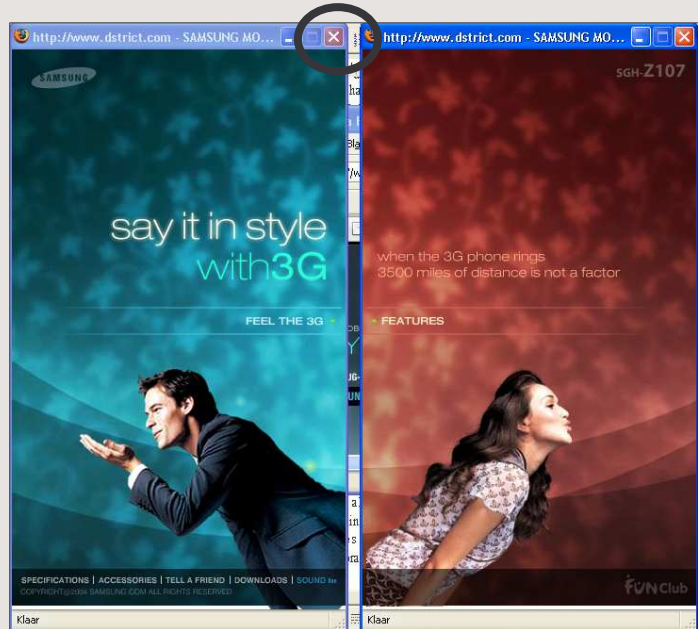 http://www.dstrict.com - SAMSUNG MO...
SAMSUNG
say it in style
with3G
FEEL THE 3G
SPECIFICATIONS | ACCESSORIES | TELL A FRIEND | DOWNLOADS | SOUND
COPYRIGHT@2004 SAMSUNG.COM ALL RIGHTS RESERVED
Klaar
http://www.dstrict.com - SAMSUNG MO...
SGH-Z107
when the 3G phone rings
3500 miles of distance is not a factor
FEATURES
FUN Club
Klaar